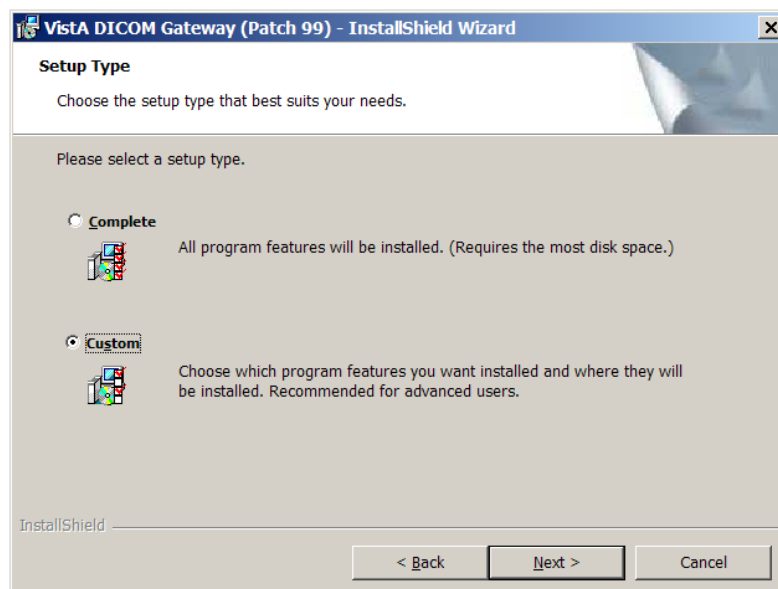 VistA DICOM Gateway (Patch 99) - InstallShield Wizard
Setup Type
Choose the setup type that best suits your needs.
Please select a setup type.
Complete
All program features will be installed. (Requires the most disk space.)
Custom
Choose which program features you want installed and where they will
be installed. Recommended for advanced users.
InstallShield
< Back
Next >
Cancel